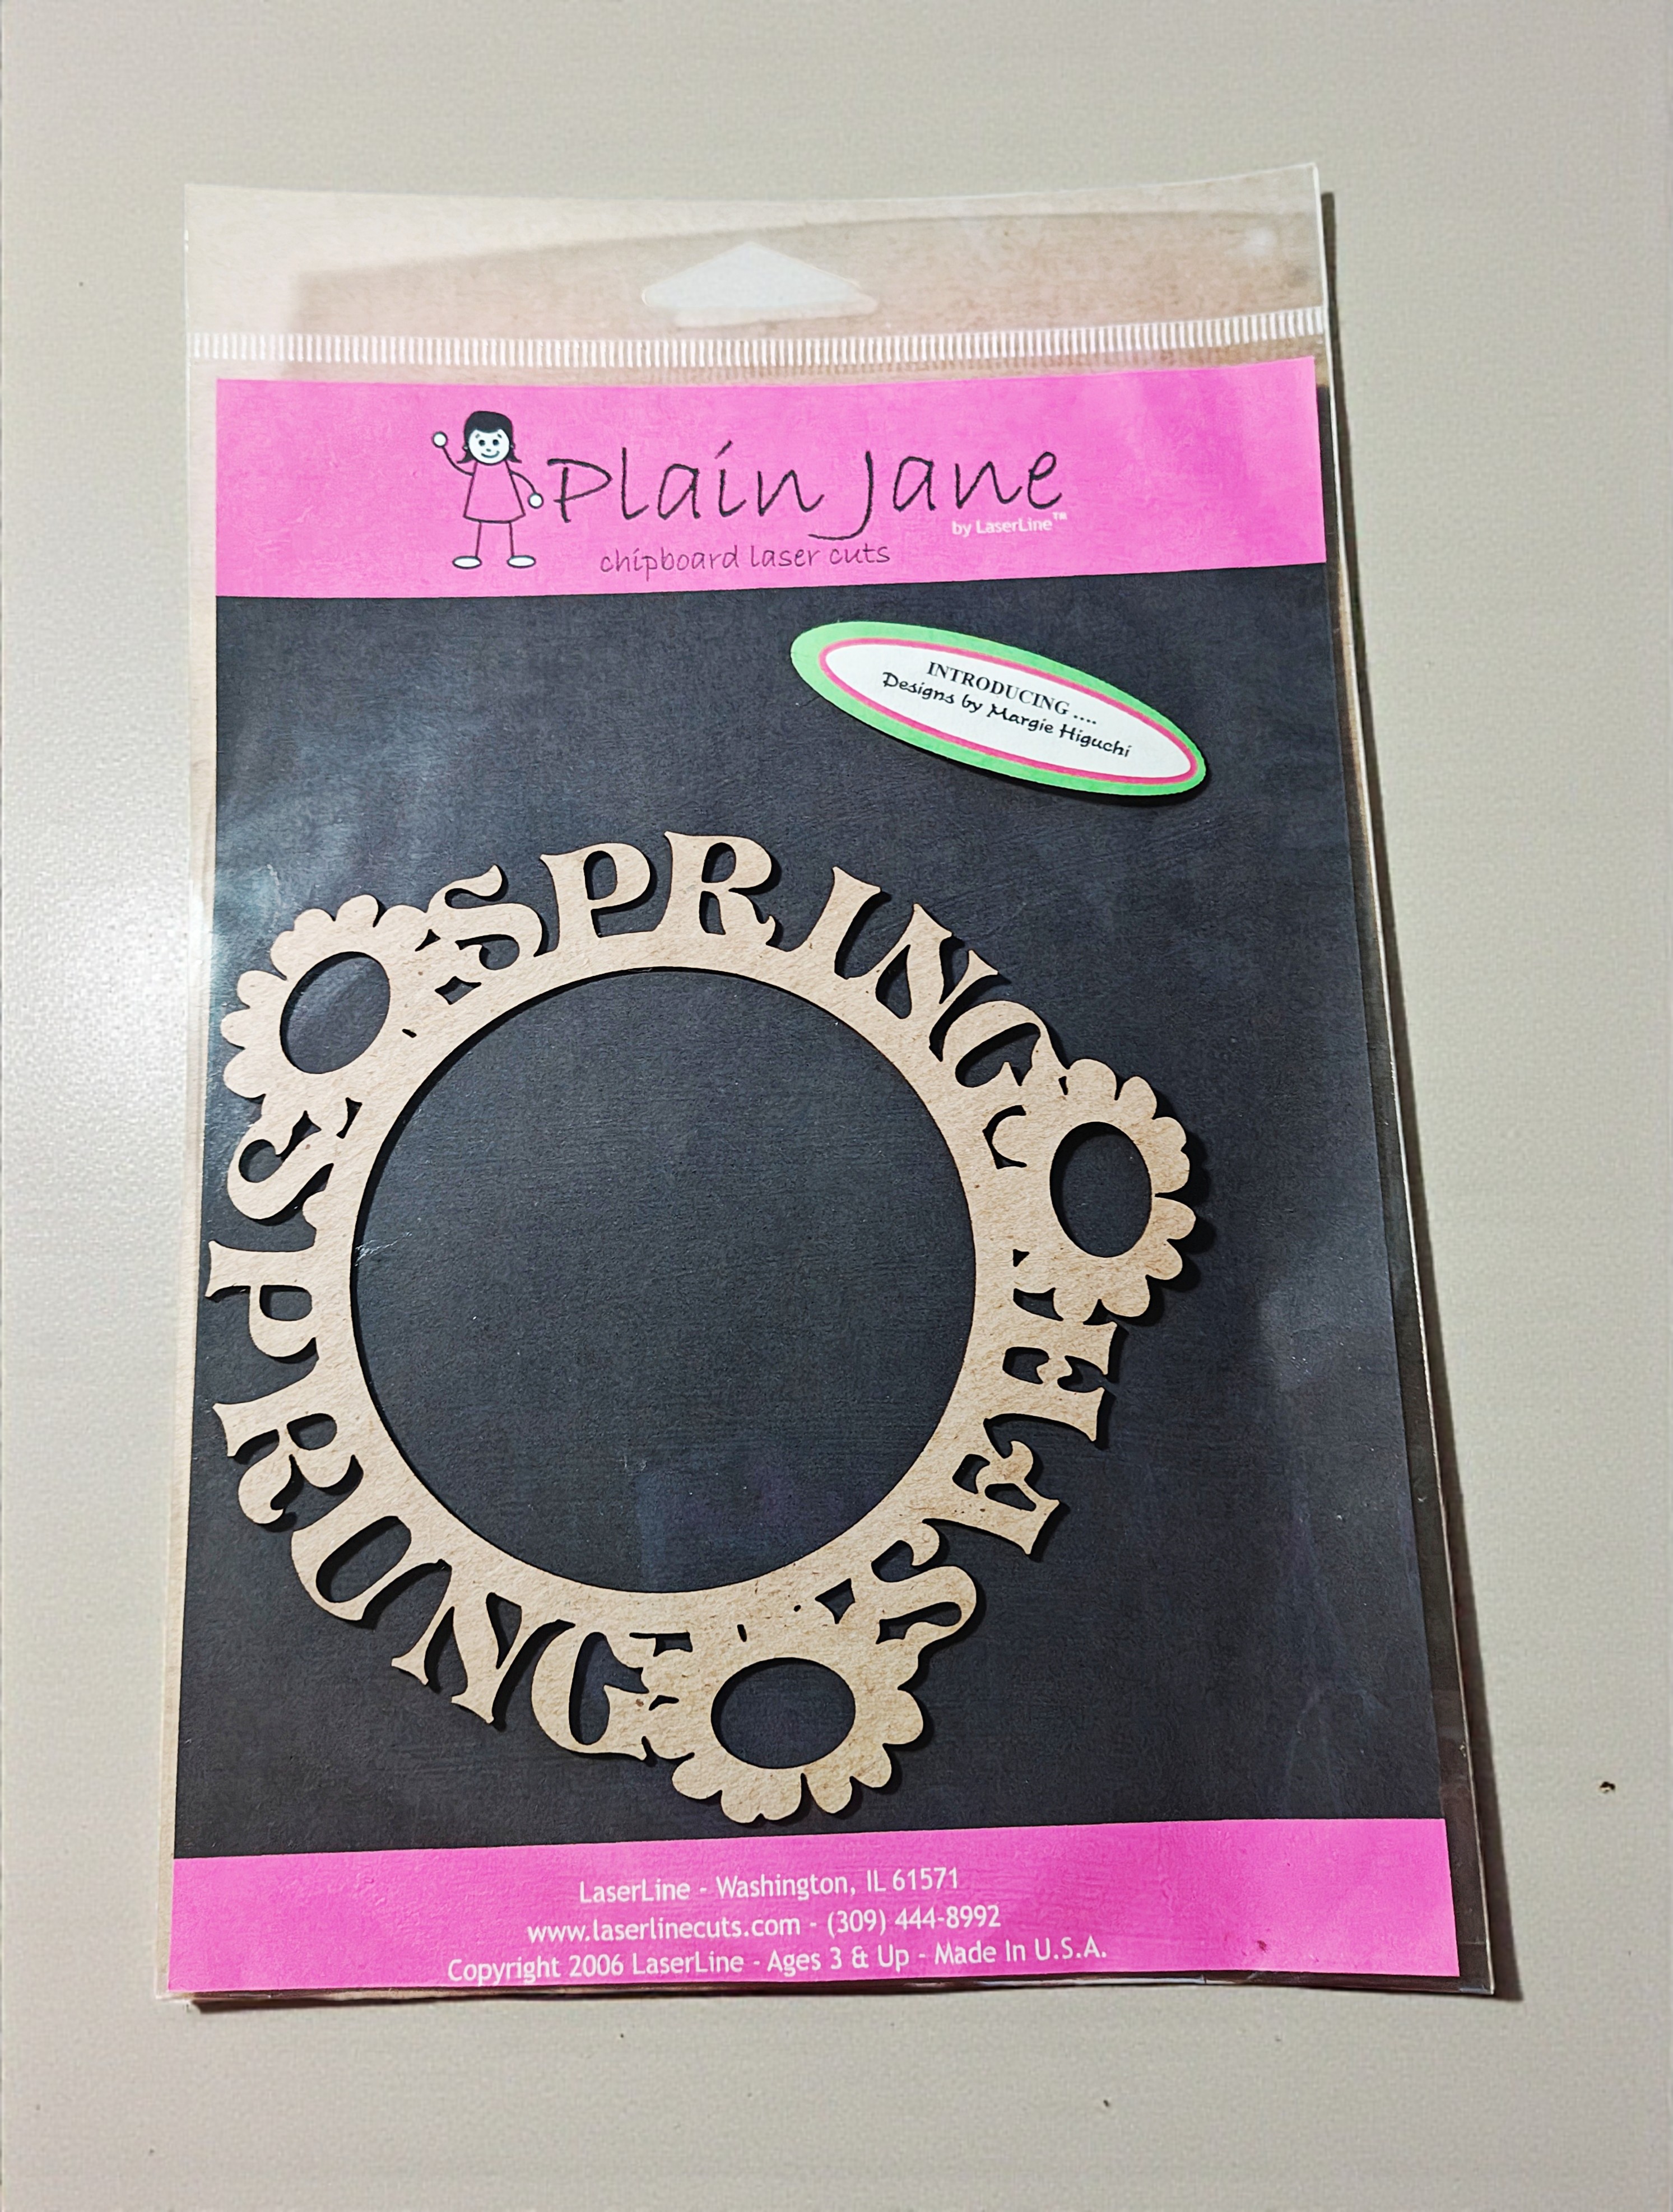 Plain Jane
by LaserLine™
chipboard laser cuts
INTRODUCING ....
Designs by Margie Higuchi
SPRING
HAS
SPRUNG
LaserLine - Washington, IL 61571
www.laserlinecuts.com - (309) 444-8992
Copyright 2006 LaserLine - Ages 3 & Up - Made In U.S.A.